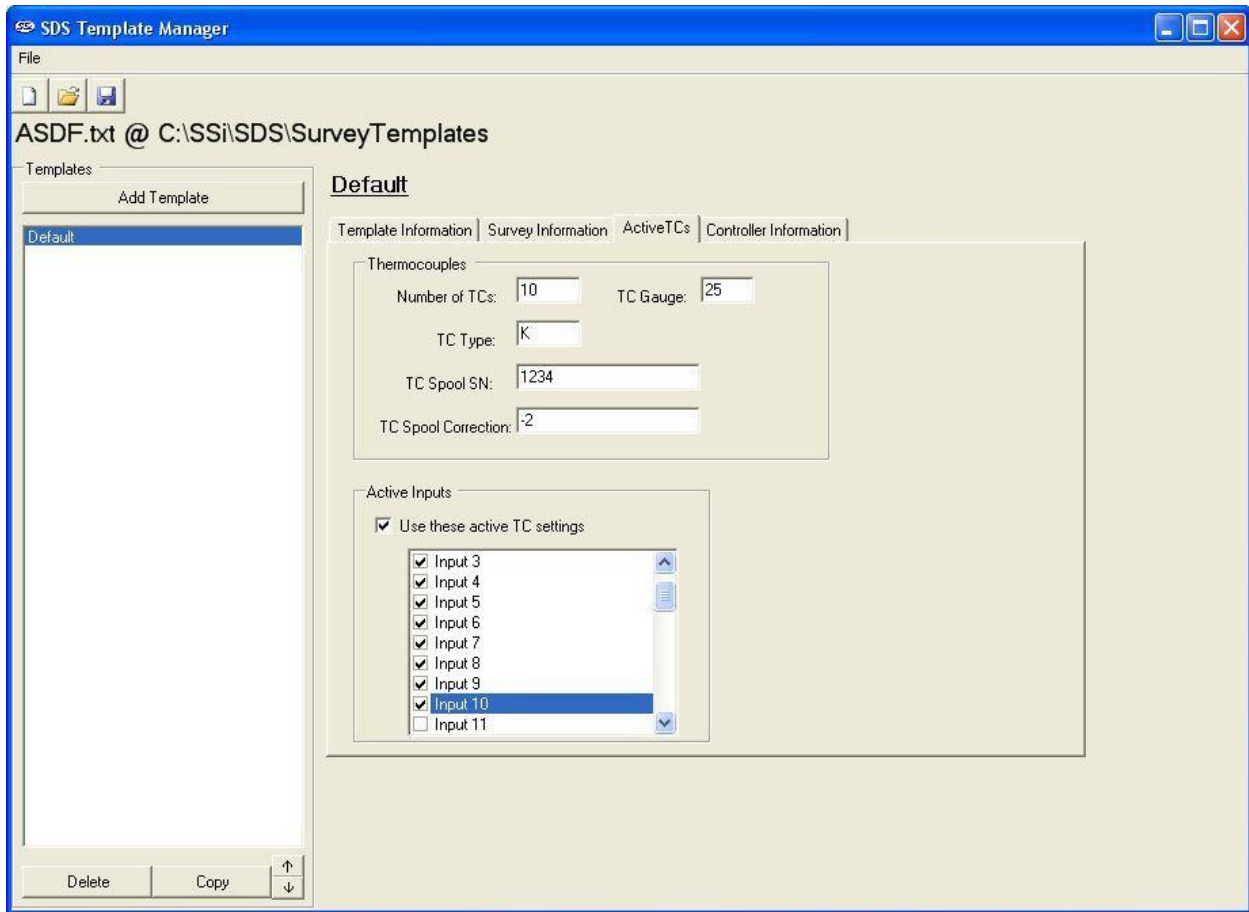 SDS Template Manager
File
ASDF.txt @ C:\SSi\SDS\SurveyTemplates
Templates
Add Template
Default
Delete
Copy
Default
Template Information
Survey Information
ActiveTCs
Controller Information
Thermocouples
Number of TCs: 10
TC Gauge: 25
TC Type: K
TC Spool SN: 1234
TC Spool Correction: -2
Active Inputs
Use these active TC settings
Input 3
Input 4
Input 5
Input 6
Input 7
Input 8
Input 9
Input 10
Input 11